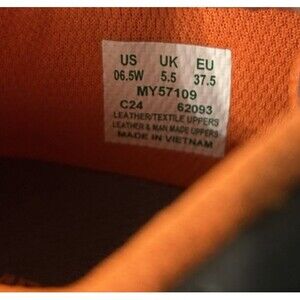 US UK EU
06.5W 5.5 37.5
MY57109
C24 62093
LEATHER/TEXTILE UPPERS
LEATHER & MAN MADE UPPERS
MADE IN VIETNAM